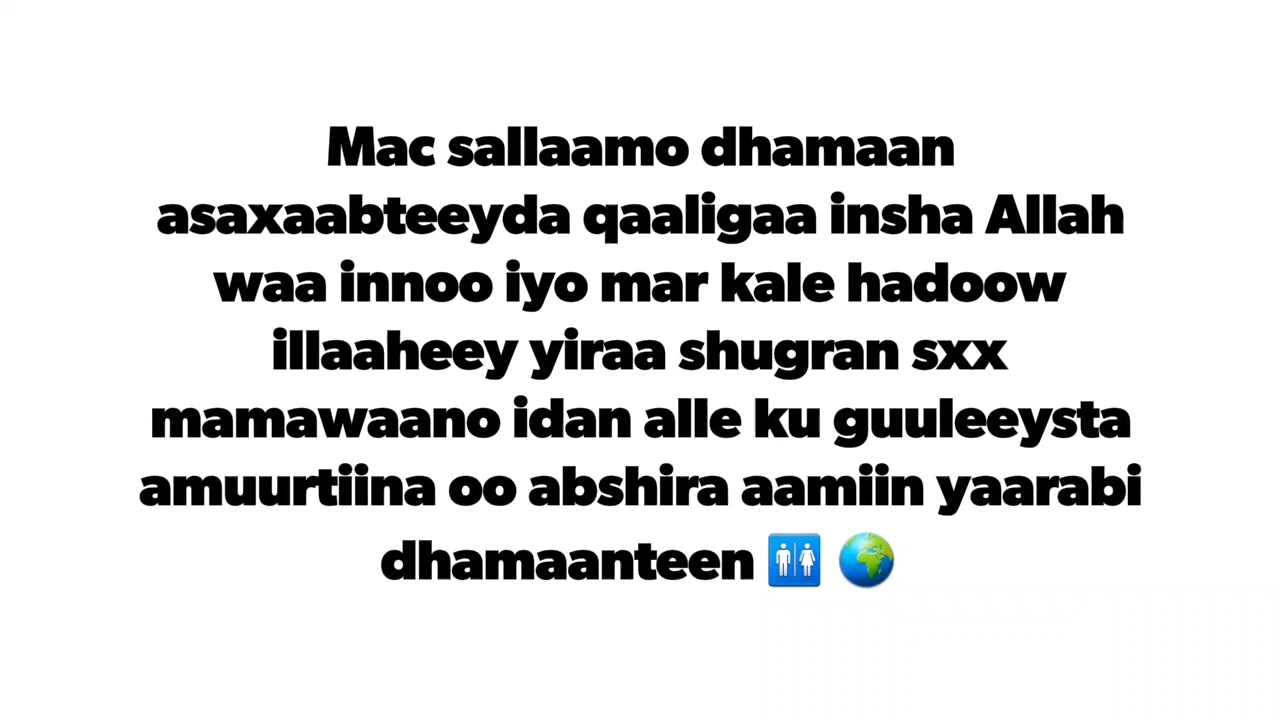 Mac sallaamo dhamaan
asaxaabteeyda qaaligaa insha Allah
waa innoo iyo mar kale hadoow
illaaheey yiraa shugran sxx
mamawaano idan alle ku guuleeysta
amuurtiina oo abshira aamiin yaarabi
dhamaanteen 🚻 🌍